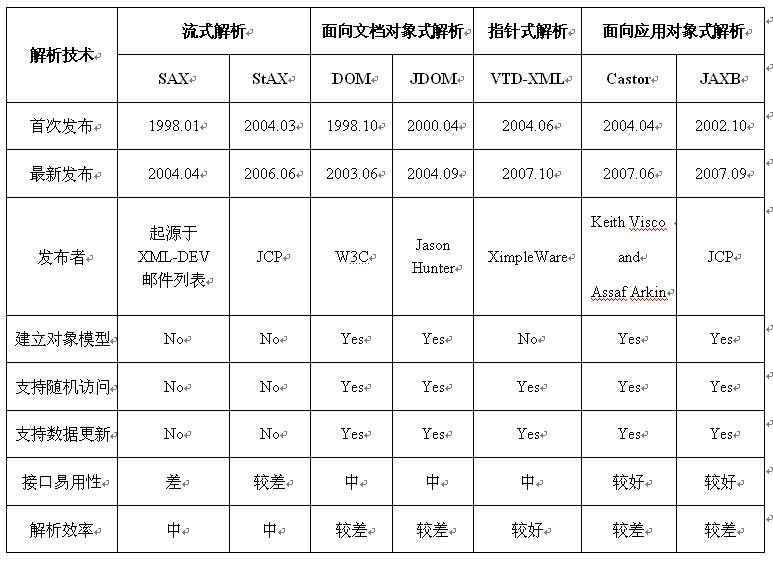 解析技术 流式解析 面向文档对象式解析 指针式解析 面向应用对象式解析
SAX StAX DOM JDOM VTD-XML Castor JAXB
首次发布 1998.01 2004.03 1998.10 2000.04 2004.06 2004.04 2002.10
最新发布 2004.04 2006.06 2003.06 2004.09 2007.10 2007.06 2007.09
发布者 起源于 XML-DEV 邮件列表 JCP W3C Jason Hunter XimpleWare Keith Visco and Assaf Arkin JCP
建立对象模型 No No Yes Yes No Yes Yes
支持随机访问 No No Yes Yes Yes Yes Yes
支持数据更新 No No Yes Yes Yes Yes Yes
接口易用性 差 较差 中 中 中 较好 较好
解析效率 中 中 较差 较差 较好 较差 较差